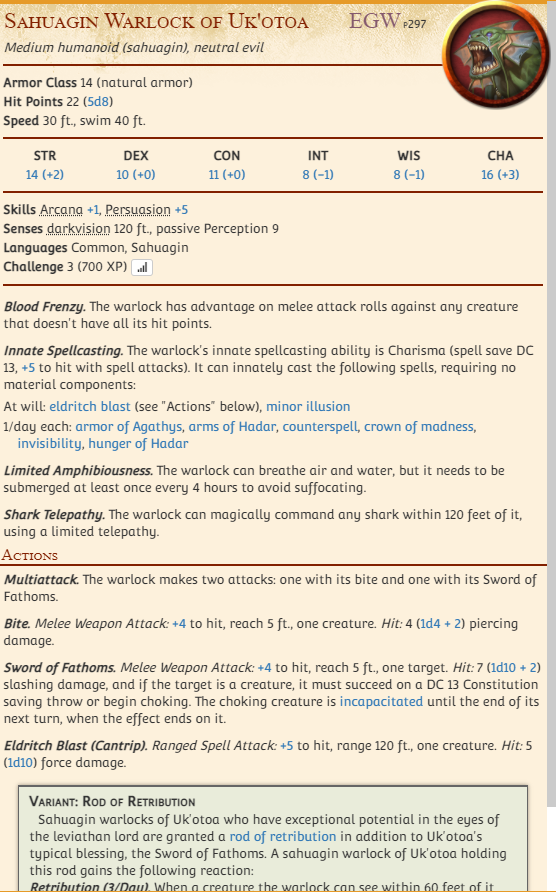 Sahuagin Warlock of Uk'otoa EGW P297
Medium humanoid (sahuagin), neutral evil
Armor Class 14 (natural armor)
Hit Points 22 (5d8)
Speed 30 ft., swim 40 ft.
STR DEX CON INT WIS CHA
14 (+2) 10 (+0) 11 (+0) 8 (−1) 8 (−1) 16 (+3)
Skills Arcana +1, Persuasion +5
Senses darkvision 120 ft., passive Perception 9
Languages Common, Sahuagin
Challenge 3 (700 XP)
Blood Frenzy. The warlock has advantage on melee attack rolls against any creature
that doesn't have all its hit points.
Innate Spellcasting. The warlock's innate spellcasting ability is Charisma (spell save DC
13, +5 to hit with spell attacks). It can innately cast the following spells, requiring no
material components:
At will: eldritch blast (see "Actions" below), minor illusion
1/day each: armor of Agathys, arms of Hadar, counterspell, crown of madness,
invisibility, hunger of Hadar
Limited Amphibiousness. The warlock can breathe air and water, but it needs to be
submerged at least once every 4 hours to avoid suffocating.
Shark Telepathy. The warlock can magically command any shark within 120 feet of it,
using a limited telepathy.
Actions
Multiattack. The warlock makes two attacks: one with its bite and one with its Sword of
Fathoms.
Bite. Melee Weapon Attack: +4 to hit, reach 5 ft., one creature. Hit: 4 (1d4 + 2) piercing
damage.
Sword of Fathoms. Melee Weapon Attack: +4 to hit, reach 5 ft., one target. Hit: 7 (1d10 + 2)
slashing damage, and if the target is a creature, it must succeed on a DC 13 Constitution
saving throw or begin choking. The choking creature is incapacitated until the end of its
next turn, when the effect ends on it.
Eldritch Blast (Cantrip). Ranged Spell Attack: +5 to hit, range 120 ft., one creature. Hit: 5
(1d10) force damage.
Variant: Rod of Retribution
Sahuagin warlocks of Uk'otoa who have exceptional potential in the eyes of
the leviathan lord are granted a rod of retribution in addition to Uk'otoa's
typical blessing, the Sword of Fathoms. A sahuagin warlock of Uk'otoa holding
this rod gains the following reaction:
Retribution (3/Day). When a creature the warlock can see within 60 feet of it